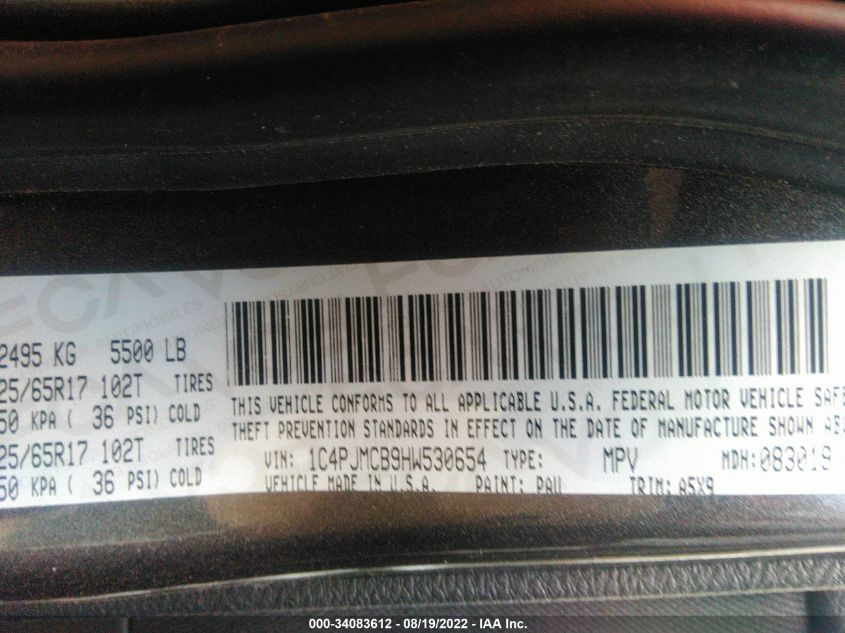 2495 KG 5500 LB
25/65R17 102T TIRES
50 KPA ( 36 PSI) COLD
25/65R17 102T TIRES
50 KPA ( 36 PSI) COLD
THIS VEHICLE CONFORMS TO ALL APPLICABLE U.S.A. FEDERAL MOTOR VEHICLE SAFE
THEFT PREVENTION STANDARDS IN EFFECT ON THE DATE OF MANUFACTURE SHOWN AB
VIN: 1C4PJMCB9HW530654 TYPE: MPV MDH: 083019
VEHICLE MADE IN U.S.A. PAINT: PAU TRIM: A5X9
000-34083612 - 08/19/2022 - IAA Inc.